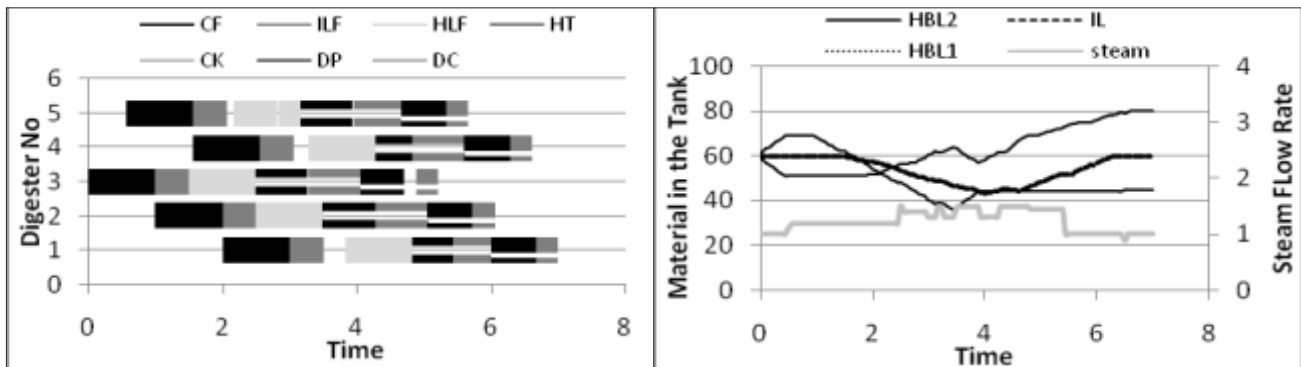 CF ILF HLF HT
CK DP DC
Digester No
6
5
4
3
2
1
0
0 2 4 6 8
Time
HBL2 IL
HBL1 steam
Material in the Tank
100
80
60
40
20
0
4
3
2
1
0
Steam FLow Rate
0 2 4 6 8
Time